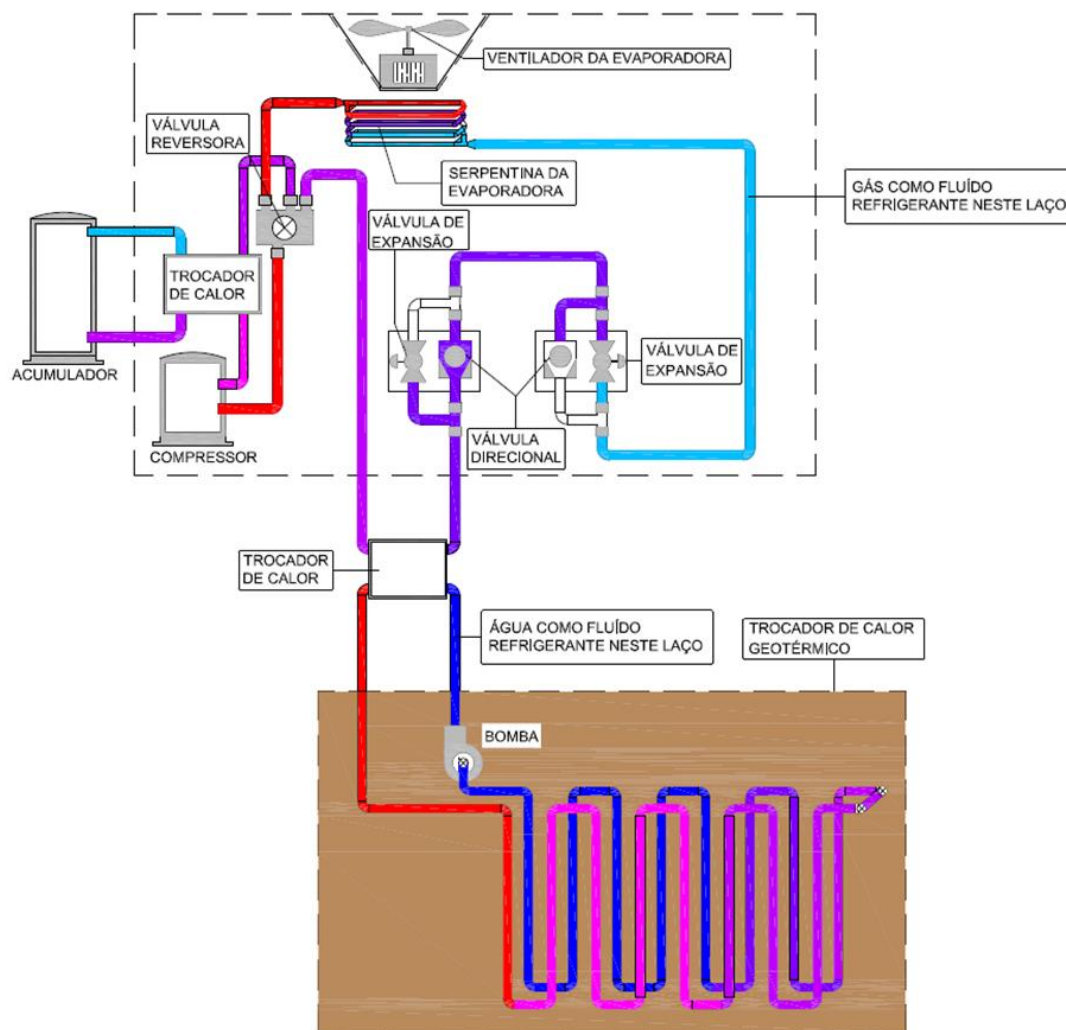 VENTILADOR DA EVAPORADORA
VÁLVULA
REVERSORA
SERPENTINA DA
EVAPORADORA
GÁS COMO FLUÍDO
REFRIGERANTE NESTE LAÇO
VÁLVULA DE
EXPANSÃO
TROCADOR
DE CALOR
VÁLVULA DE
EXPANSÃO
ACUMULADOR
VÁLVULA
DIRECIONAL
COMPRESSOR
TROCADOR
DE CALOR
ÁGUA COMO FLUÍDO
REFRIGERANTE NESTE LAÇO
TROCADOR DE CALOR
GEOTÉRMICO
BOMBA